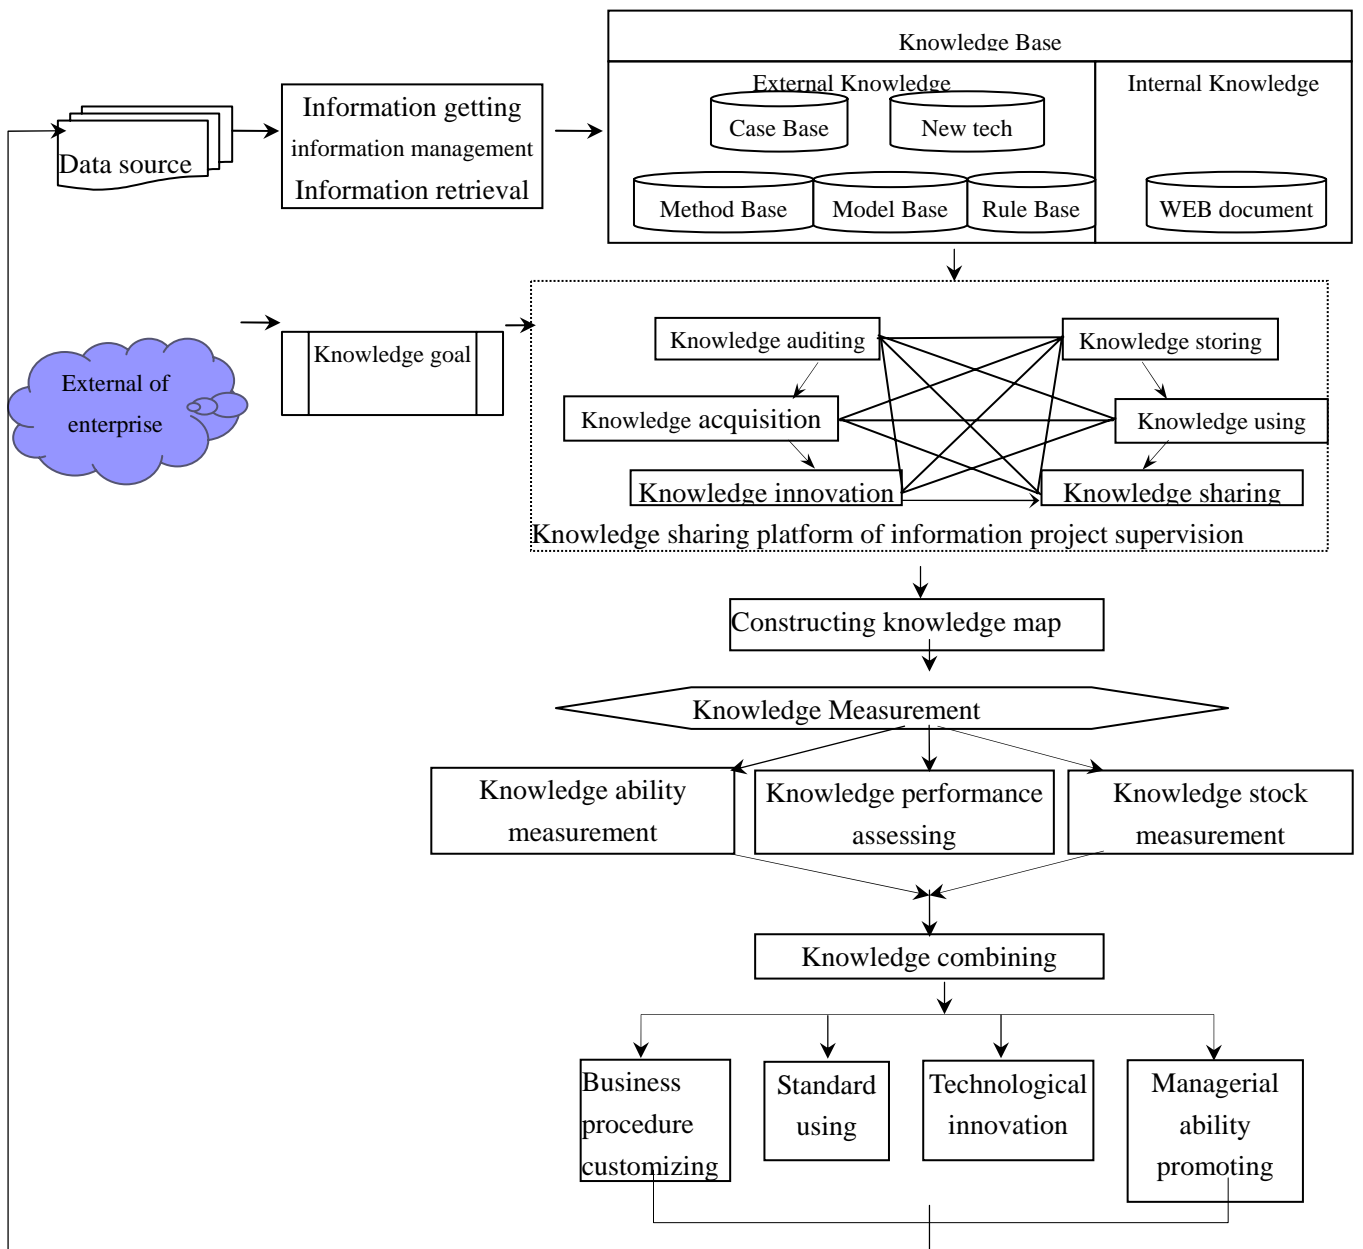 Knowledge Base
External Knowledge
Internal Knowledge
Case Base
New tech
Method Base
Model Base
Rule Base
WEB document
Data source
Information getting
information management
Information retrieval
External of
enterprise
Knowledge goal
Knowledge auditing
Knowledge storing
Knowledge acquisition
Knowledge using
Knowledge innovation
Knowledge sharing
Knowledge sharing platform of information project supervision
Constructing knowledge map
Knowledge Measurement
Knowledge ability
measurement
Knowledge performance
assessing
Knowledge stock
measurement
Knowledge combining
Business
procedure
customizing
Standard
using
Technological
innovation
Managerial
ability
promoting